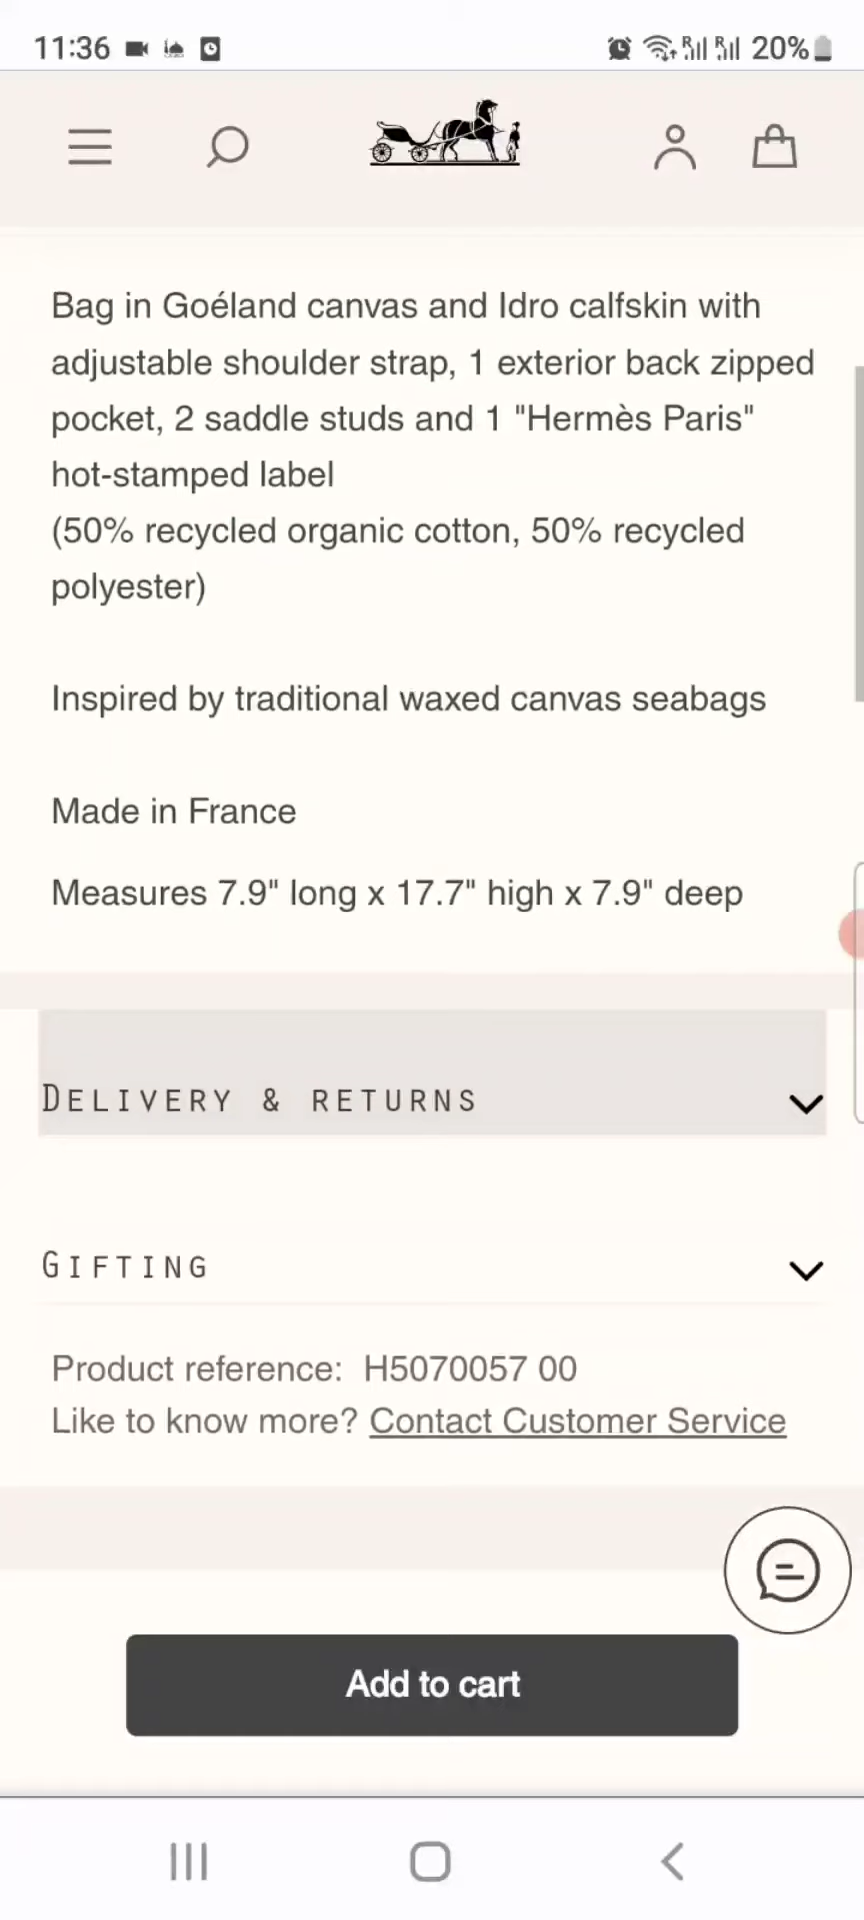 11:36
20%
Bag in Goéland canvas and Idro calfskin with
adjustable shoulder strap, 1 exterior back zipped
pocket, 2 saddle studs and 1 "Hermès Paris"
hot-stamped label
(50% recycled organic cotton, 50% recycled
polyester)
Inspired by traditional waxed canvas seabags
Made in France
Measures 7.9" long x 17.7" high x 7.9" deep
Delivery & returns
Gifting
Product reference: H5070057 00
Like to know more? Contact Customer Service
Add to cart